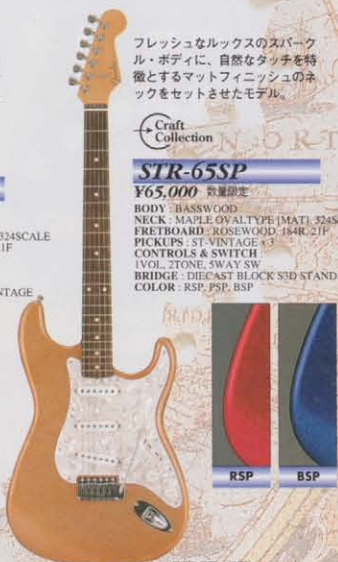 フレッシュなルックスのスパーク
ル・ボディに、自然なタッチを特
徴とするマットフィニッシュのネ
ックをセットさせたモデル。
Craft
Collection
STR-65SP
¥65,000 数量限定
BODY : BASSWOOD
NECK : MAPLE OVALTYPE [MAT], 324S
FRETBOARD : ROSEWOOD, 184R, 21F
PICKUPS : ST-VINTAGE x 3
CONTROLS & SWITCH
1VOL, 2TONE, 5WAY SW
BRIDGE : DIECAST BLOCK S3D STAND
COLOR : RSP, PSP, BSP
324SCALE
1F
NTAGE
RSP
BSP